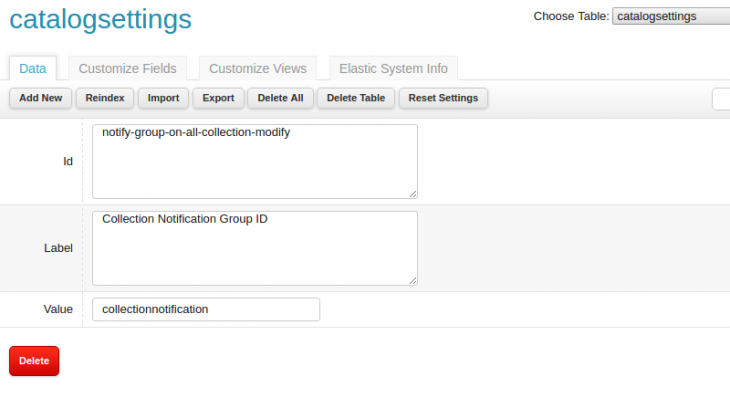 catalogsettings
Choose Table: catalogsettings
Data Customize Fields Customize Views Elastic System Info
Add New Reindex Import Export Delete All Delete Table Reset Settings
Id notify-group-on-all-collection-modify
Label Collection Notification Group ID
Value collectionnotification
Delete